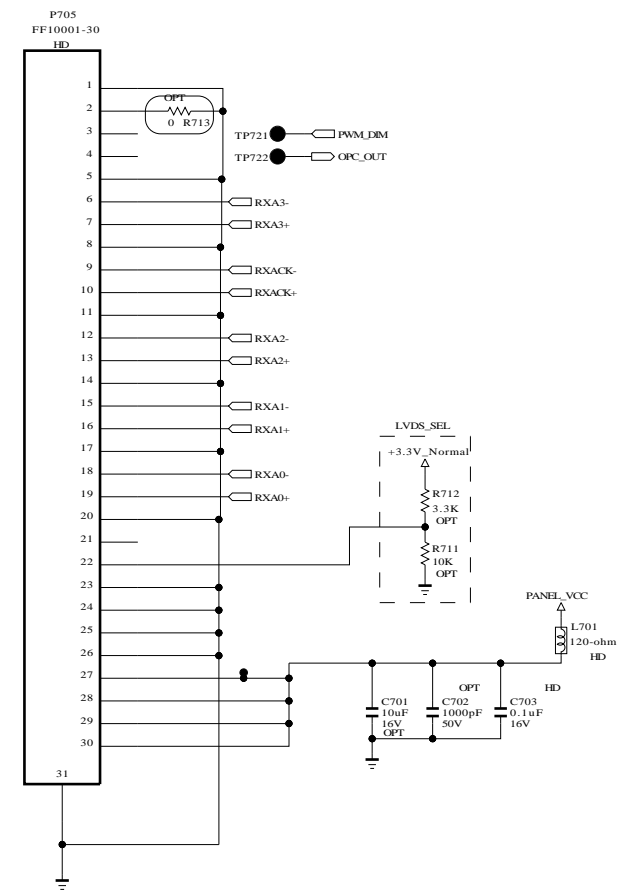 P705
FF10001-30
HD
1
OPT
2
0 R713
3
TP721 PWM_DIM
4
TP722 OPC_OUT
5
6 RXA3-
7 RXA3+
8
9 RXACK-
10 RXACK+
11
12 RXA2-
13 RXA2+
14
15 RXA1-
16 RXA1+
17
18 RXA0-
19 RXA0+
20
21
22
23
24
25
26
27
28
29
30
31
LVDS_SEL
+3.3V_Normal
R712
3.3K
OPT
R711
10K
OPT
PANEL_VCC
L701
120-ohm
HD
OPT
HD
C701
10uF
16V
OPT
C702
1000pF
50V
C703
0.1uF
16V